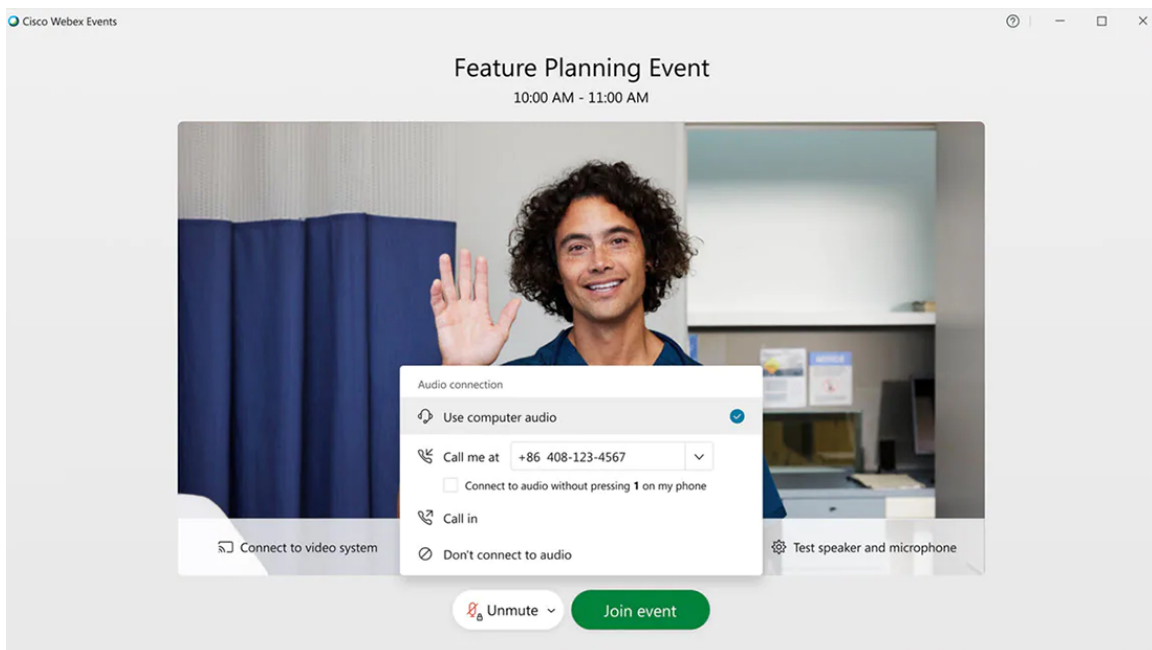 Cisco Webex Events
Feature Planning Event
10:00 AM - 11:00 AM
NOTICE
Audio connection
Use computer audio
Call me at +86 408-123-4567
Connect to audio without pressing 1 on my phone
Call in
Don't connect to audio
Connect to video system
Test speaker and microphone
Unmute
Join event